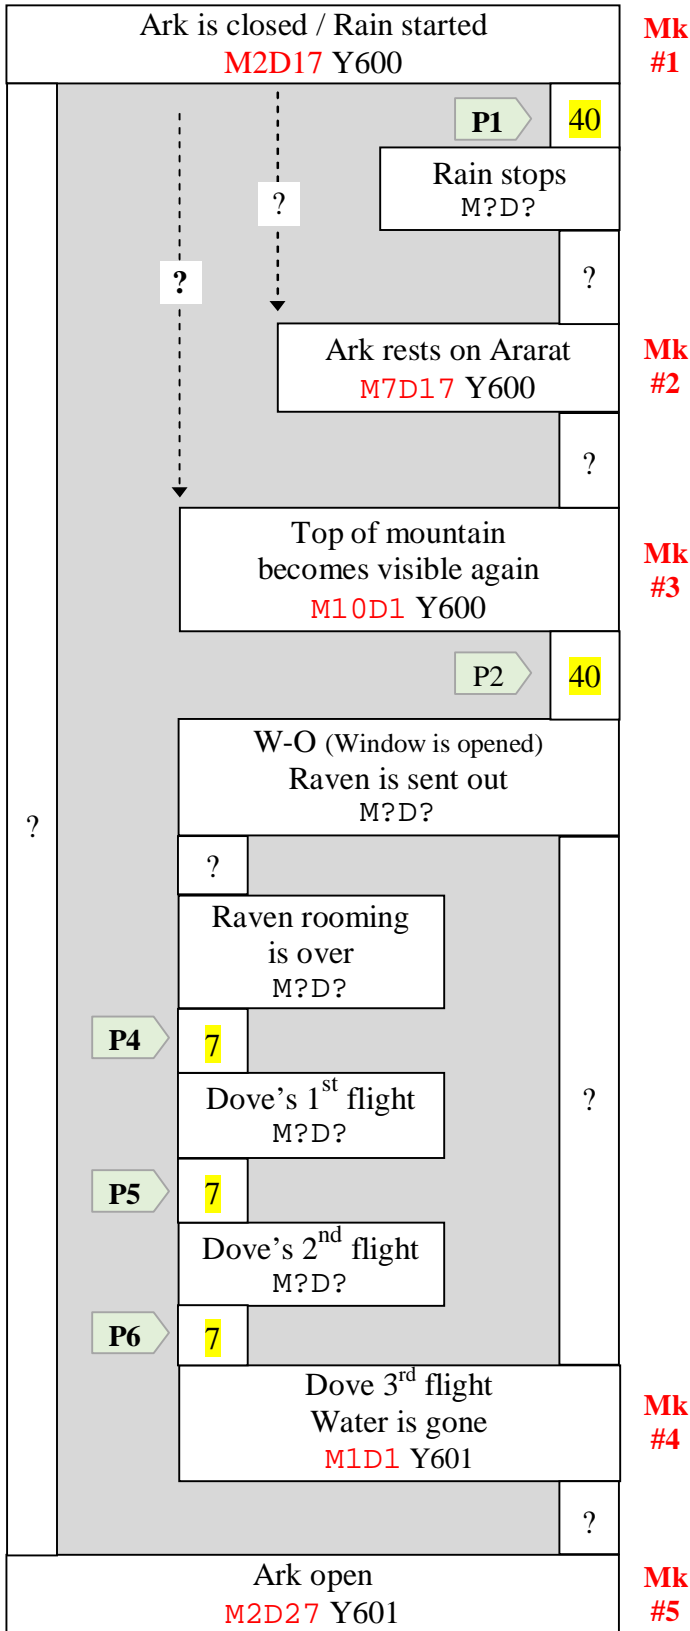 Ark is closed / Rain started
M2D17 Y600
Mk
#1
P1
40
Rain stops
M?D?
?
?
?
Ark rests on Ararat
M7D17 Y600
Mk
#2
?
Top of mountain
becomes visible again
M10D1 Y600
Mk
#3
P2
40
W-O (Window is opened)
Raven is sent out
M?D?
?
?
Raven rooming
is over
M?D?
P4
7
Dove's 1st flight
M?D?
?
P5
7
Dove's 2nd flight
M?D?
P6
7
Dove 3rd flight
Water is gone
M1D1 Y601
Mk
#4
?
Ark open
M2D27 Y601
Mk
#5